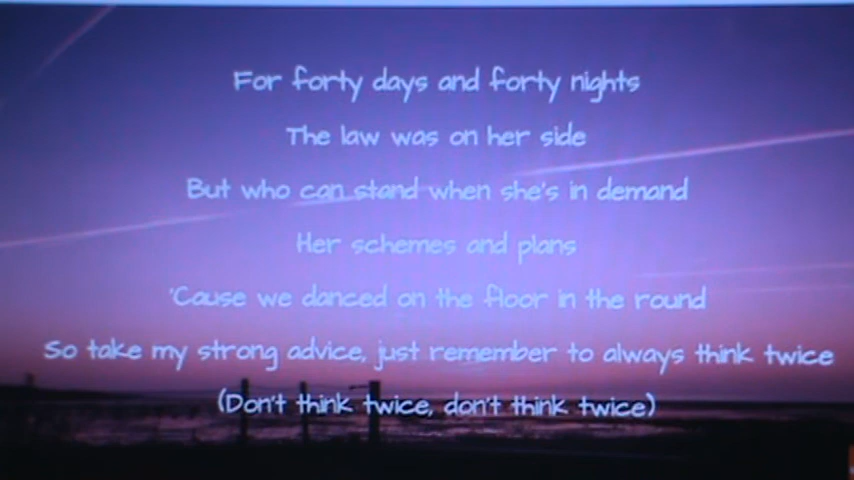 For forty days and forty nights
The law was on her side
But who can stand when she's in demand
Her schemes and plans
'Cause we danced on the floor in the round
So take my strong advice, just remember to always think twice
(Don't think twice, don't think twice)